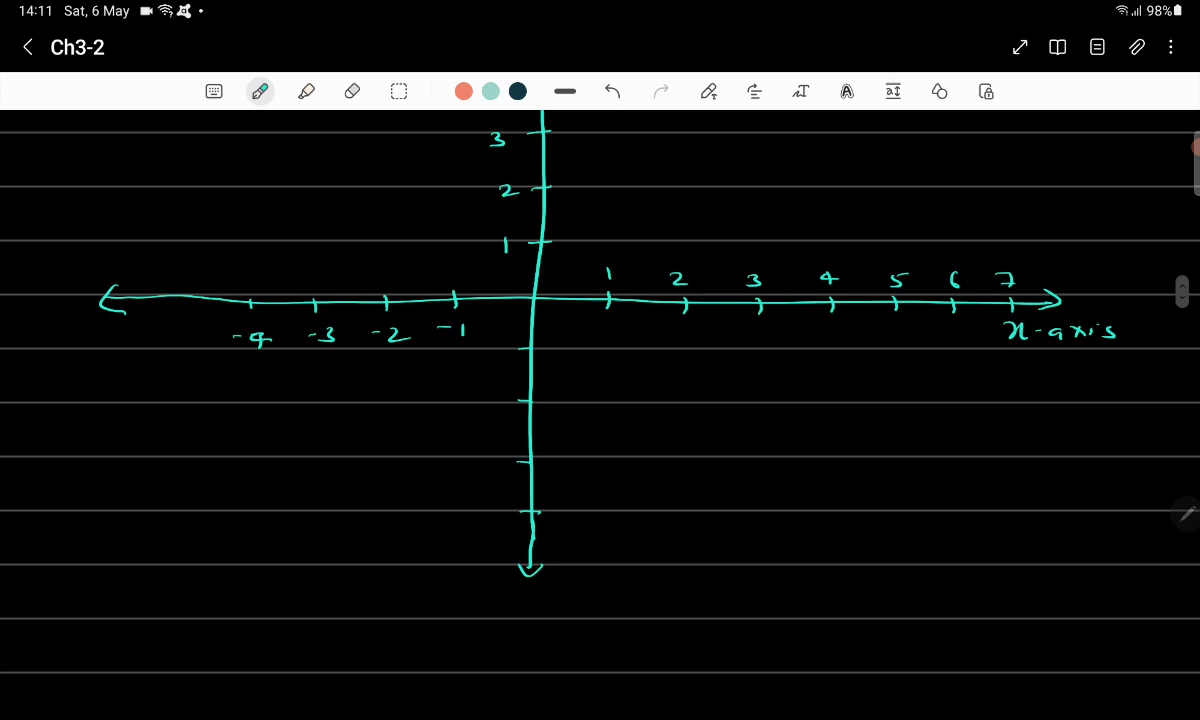 14:11 Sat, 6 May
98%
Ch3-2
3
2
1
1 2 3 4 5 6 7
-4 -3 -2 -1
x-axis